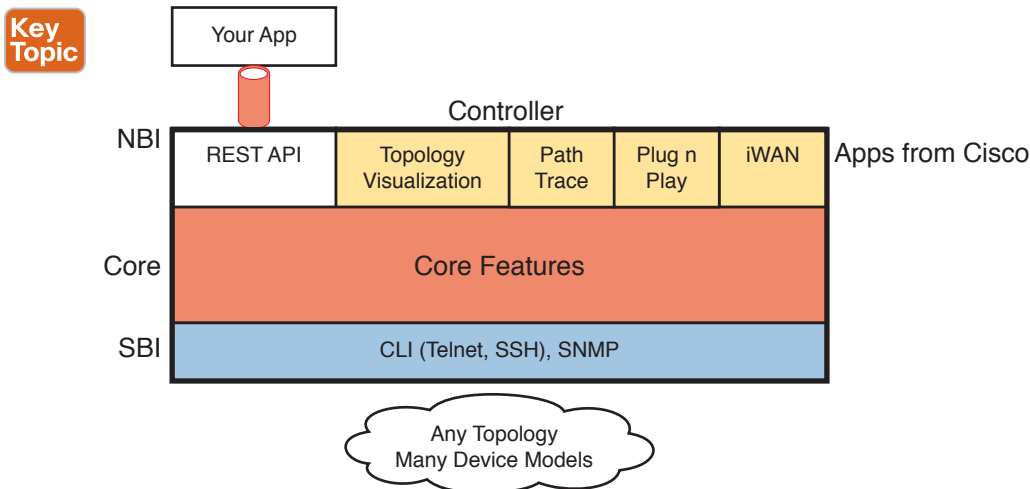 Key
Topic
Your App
Controller
NBI
REST API
Topology
Visualization
Path
Trace
Plug n
Play
iWAN
Apps from Cisco
Core
Core Features
SBI
CLI (Telnet, SSH), SNMP
Any Topology
Many Device Models